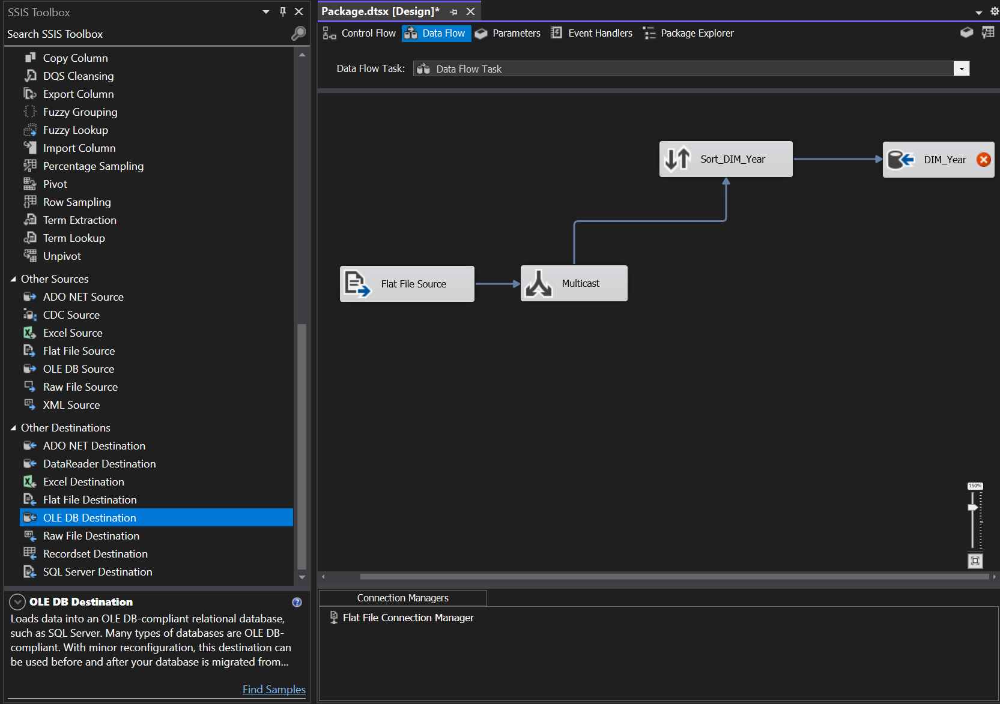 SSIS Toolbox
Search SSIS Toolbox
Copy Column
DQS Cleansing
Export Column
Fuzzy Grouping
Fuzzy Lookup
Import Column
Percentage Sampling
Pivot
Row Sampling
Term Extraction
Term Lookup
Unpivot
Other Sources
ADO NET Source
CDC Source
Excel Source
Flat File Source
OLE DB Source
Raw File Source
XML Source
Other Destinations
ADO NET Destination
DataReader Destination
Excel Destination
Flat File Destination
OLE DB Destination
Raw File Destination
Recordset Destination
SQL Server Destination
OLE DB Destination
Loads data into an OLE DB-compliant relational database,
such as SQL Server. Many types of databases are OLE DB-
compliant. With minor reconfiguration, this destination can
be used before and after your database is migrated from...
Find Samples
Package.dtsx [Design]*
Control Flow
Data Flow
Parameters
Event Handlers
Package Explorer
Data Flow Task:
Data Flow Task
Sort_DIM_Year
DIM_Year
Flat File Source
Multicast
150%
Connection Managers
Flat File Connection Manager